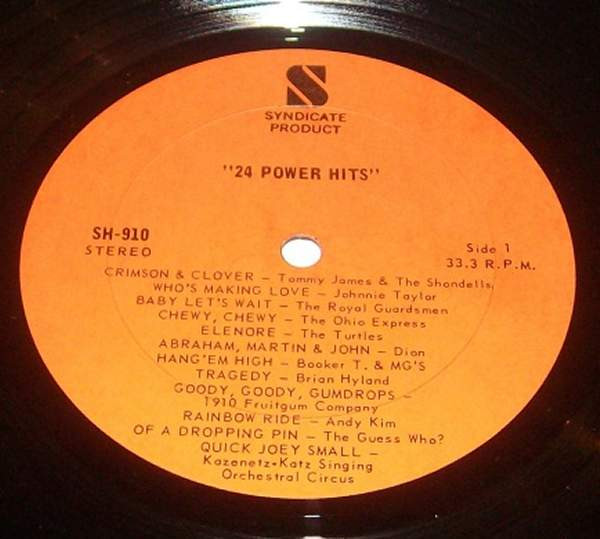 S
SYNDICATE
PRODUCT
"24 POWER HITS"
SH-910
STEREO
Side 1
33.3 R.P.M.
CRIMSON & CLOVER – Tommy James & The Shondells
WHO'S MAKING LOVE – Johnnie Taylor
BABY LET'S WAIT – The Royal Guardsmen
CHEWY, CHEWY – The Ohio Express
ELENORE – The Turtles
ABRAHAM, MARTIN & JOHN – Dion
HANG'EM HIGH – Booker T. & MG'S
TRAGEDY – Brian Hyland
GOODY, GOODY, GUMDROPS –
1910 Fruitgum Company
RAINBOW RIDE – Andy Kim
OF A DROPPING PIN – The Guess Who?
QUICK JOEY SMALL –
Kazenetz-Katz Singing
Orchestral Circus